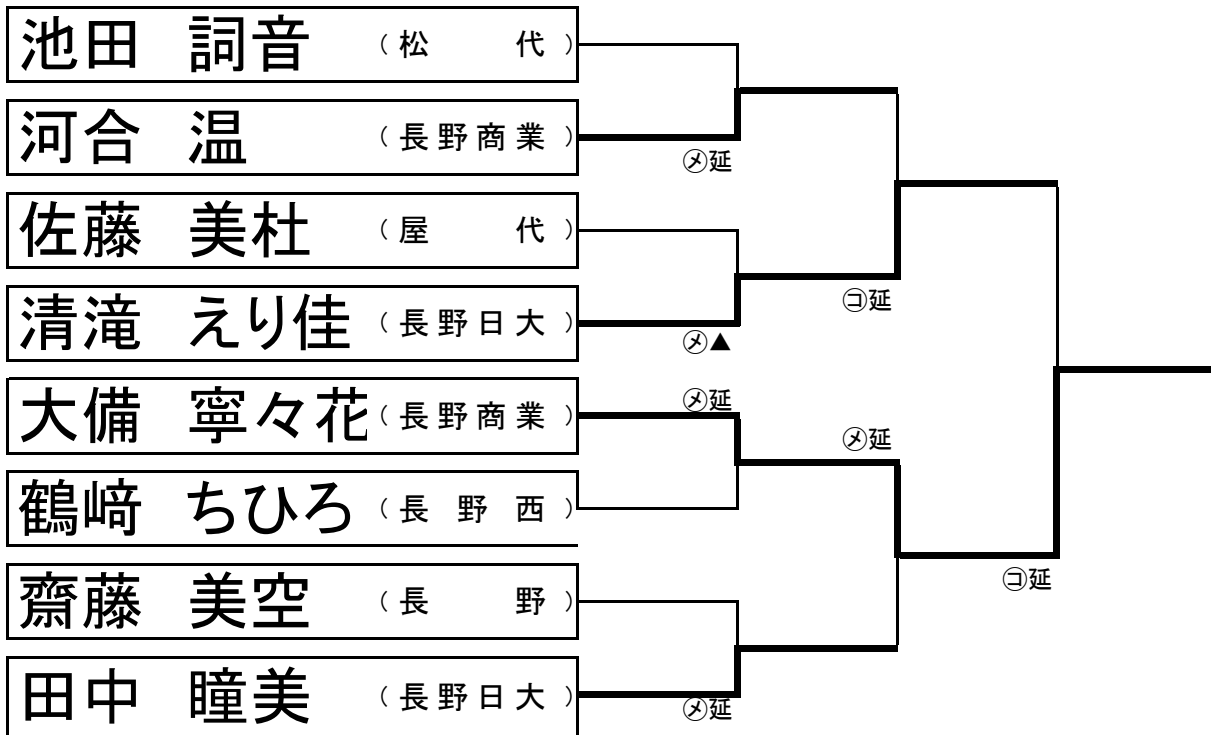 池田 詞音 （松 代）
河合 温 （長野商業）
㋱延
佐藤 美杜 （屋 代）
清滝 えり佳 （長野日大）
㋙延
㋱▲
大備 寧々花 （長野商業）
㋱延
㋱延
鶴﨑 ちひろ （長 野 西）
㋙延
齋藤 美空 （長 野）
田中 瞳美 （長野日大）
㋱延